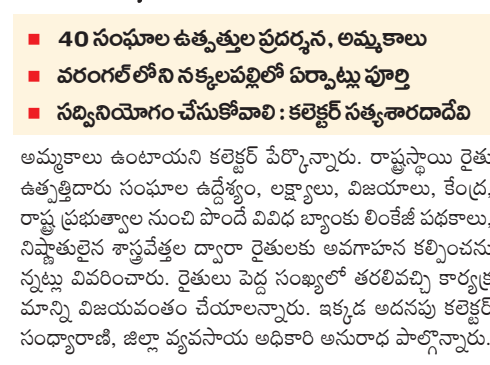 ■ 40 సంఘాల ఉత్పత్తుల ప్రదర్శన, అమ్మకాలు
■ వరంగల్‌లోని నక్కలపల్లిలో ఏర్పాట్లు పూర్తి
■ సద్వినియోగం చేసుకోవాలి : కలెక్టర్ సత్యశారదాదేవి
అమ్మకాలు ఉంటాయని కలెక్టర్ పేర్కొన్నారు. రాష్ట్రస్థాయి రైతు
ఉత్పత్తిదారు సంఘాల ఉద్దేశ్యం, లక్ష్యాలు, విజయాలు, కేంద్ర,
రాష్ట్ర ప్రభుత్వాల నుంచి పొందే వివిధ బ్యాంకు లింకేజీ పథకాలు,
నిష్ణాతులైన శాస్త్రవేత్తల ద్వారా రైతులకు అవగాహన కల్పించను
న్నట్లు వివరించారు. రైతులు పెద్ద సంఖ్యలో తరలివచ్చి కార్యక్ర
మాన్ని విజయవంతం చేయాలన్నారు. ఇక్కడ అదనపు కలెక్టర్
సంధ్యారాణి, జిల్లా వ్యవసాయ అధికారి అనురాధ పాల్గొన్నారు.